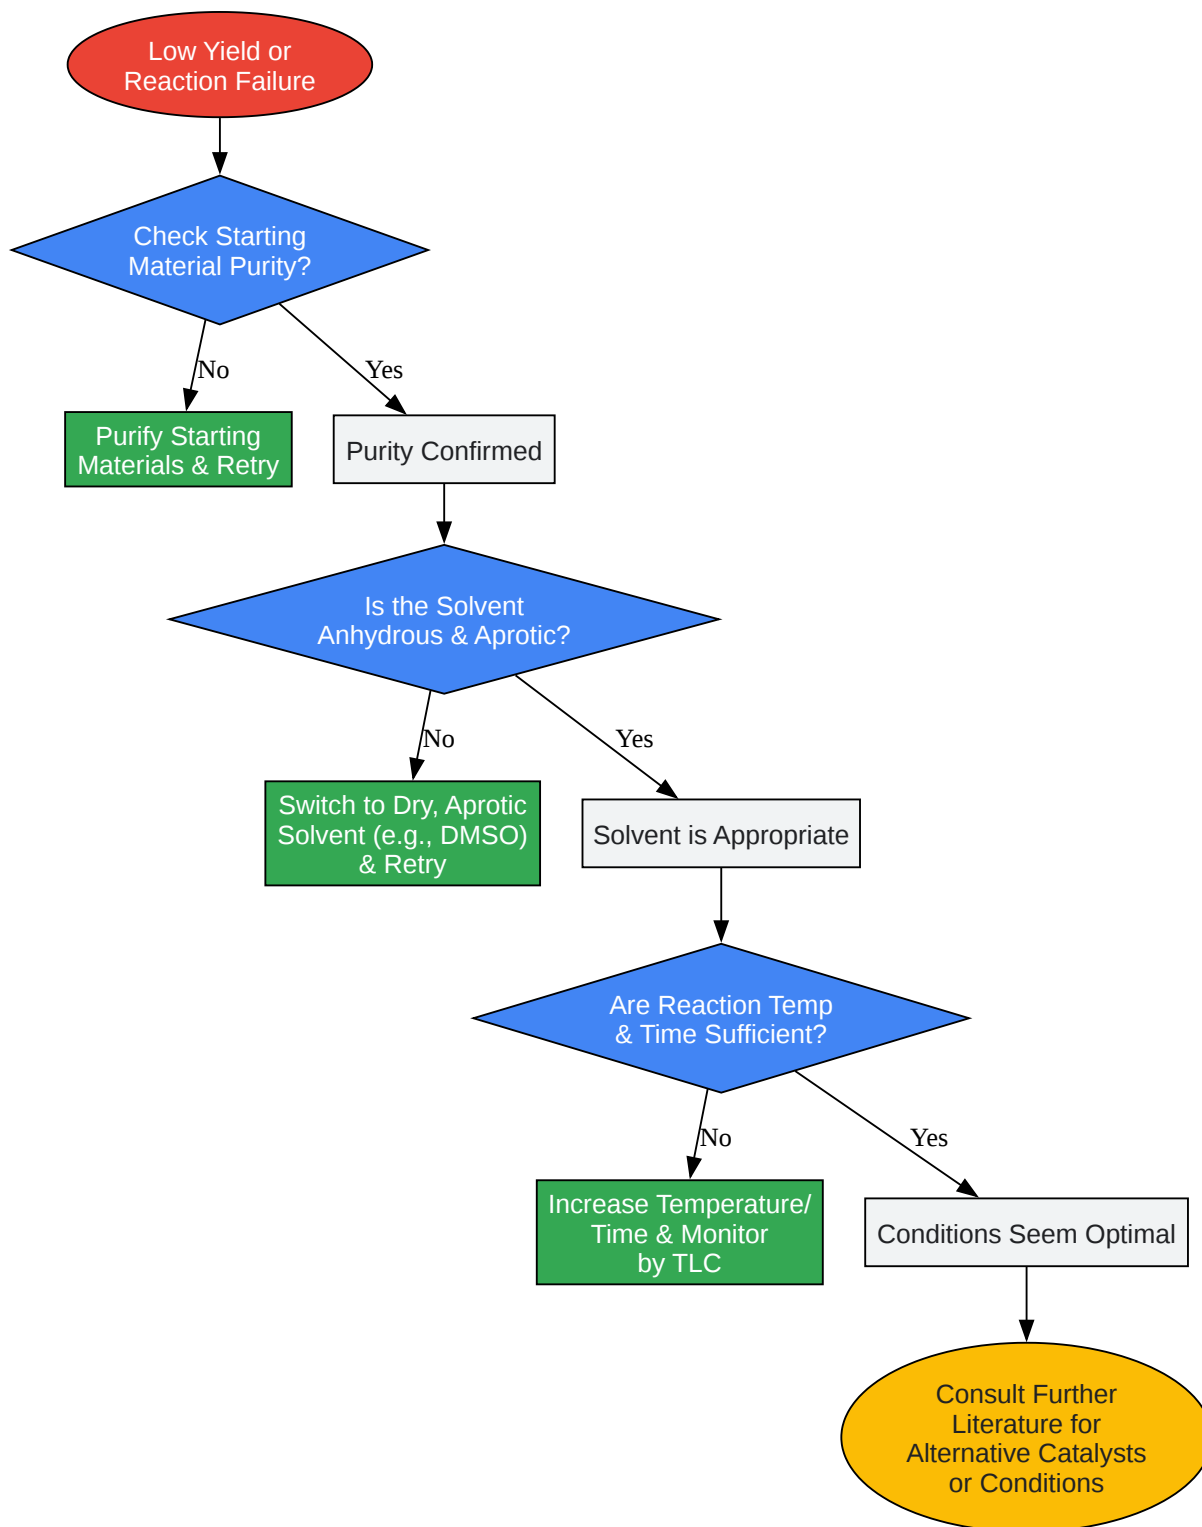 Low Yield or
Reaction Failure
Check Starting
Material Purity?
No
Yes
Purify Starting
Materials & Retry
Purity Confirmed
Is the Solvent
Anhydrous & Aprotic?
No
Yes
Switch to Dry, Aprotic
Solvent (e.g., DMSO)
& Retry
Solvent is Appropriate
Are Reaction Temp
& Time Sufficient?
No
Yes
Increase Temperature/
Time & Monitor
by TLC
Conditions Seem Optimal
Consult Further
Literature for
Alternative Catalysts
or Conditions